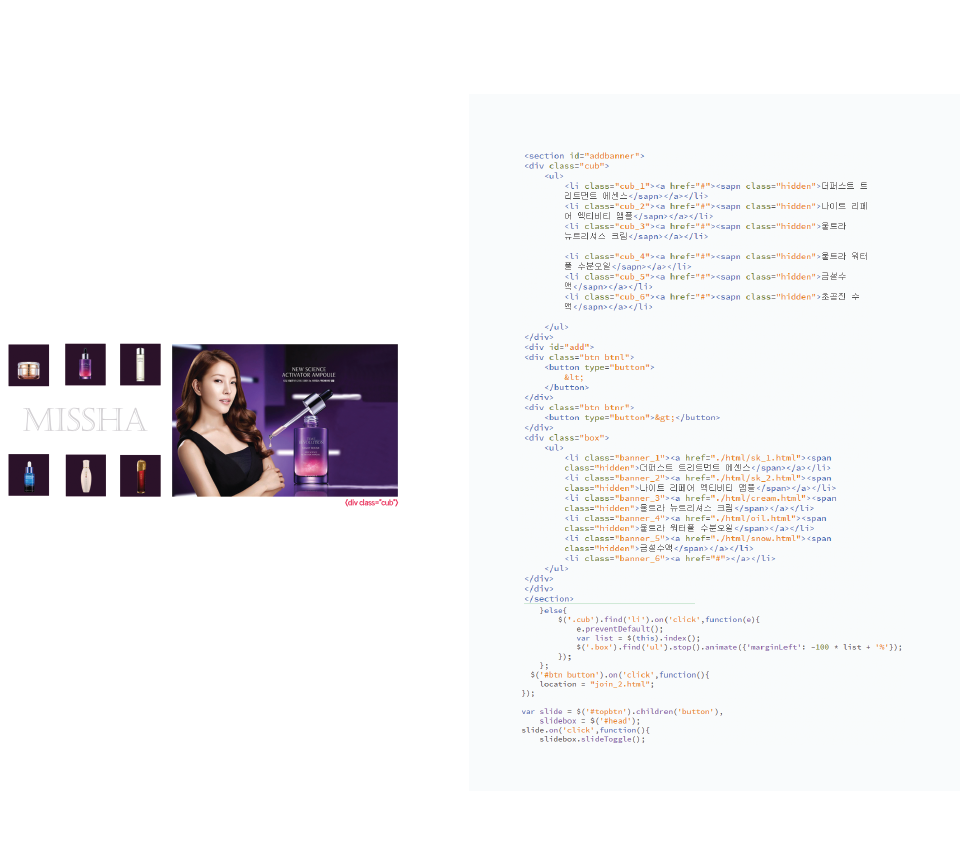 MISSHA
NEW SCIENCE
ACTIVATOR AMPOULE
(div class="cub")
<section id="addbanner">
<div class="cub">
<ul>
<li class="cub_1"><a href="#"><sapn class="hidden">더퍼스트 트
리트먼트 에센스</sapn></a></li>
<li class="cub_2"><a href="#"><sapn class="hidden">나이트 리페
어 엑티비티 앰플</sapn></a></li>
<li class="cub_3"><a href="#"><sapn class="hidden">울트라
뉴트리셔스 크림</sapn></a></li>
<li class="cub_4"><a href="#"><sapn class="hidden">울트라 워터
풀 수분오일</sapn></a></li>
<li class="cub_5"><a href="#"><sapn class="hidden">금설수
액</sapn></a></li>
<li class="cub_6"><a href="#"><sapn class="hidden">초공진 수
액</sapn></a></li>
</ul>
</div>
<div id="add">
<div class="btn btnl">
<button type="button">
&lt;
</button>
</div>
<div class="btn btnr">
<button type="button">&gt;</button>
</div>
<div class="box">
<ul>
<li class="banner_1"><a href="./html/sk_1.html"><span
class="hidden">더퍼스트 트리트먼트 에센스</span></a></li>
<li class="banner_2"><a href="./html/sk_2.html"><span
class="hidden">나이트 리페어 엑티비티 앰플</span></a></li>
<li class="banner_3"><a href="./html/cream.html"><span
class="hidden">울트라 뉴트리셔스 크림</span></a></li>
<li class="banner_4"><a href="./html/oil.html"><span
class="hidden">울트라 워터풀 수분오일</span></a></li>
<li class="banner_5"><a href="./html/snow.html"><span
class="hidden">금설수액</span></a></li>
<li class="banner_6"><a href="#"></a></li>
</ul>
</div>
</div>
</section>
}else{
$('.cub').find('li').on('click',function(e){
e.preventDefault();
var list = $(this).index();
$('.box').find('ul').stop().animate({'marginLeft': -100 * list + '%'});
});
};
$('#btn button').on('click',function(){
location = "join_2.html";
});
var slide = $('#topbtn').children('button'),
slidebox = $('#head');
slide.on('click',function(){
slidebox.slideToggle();